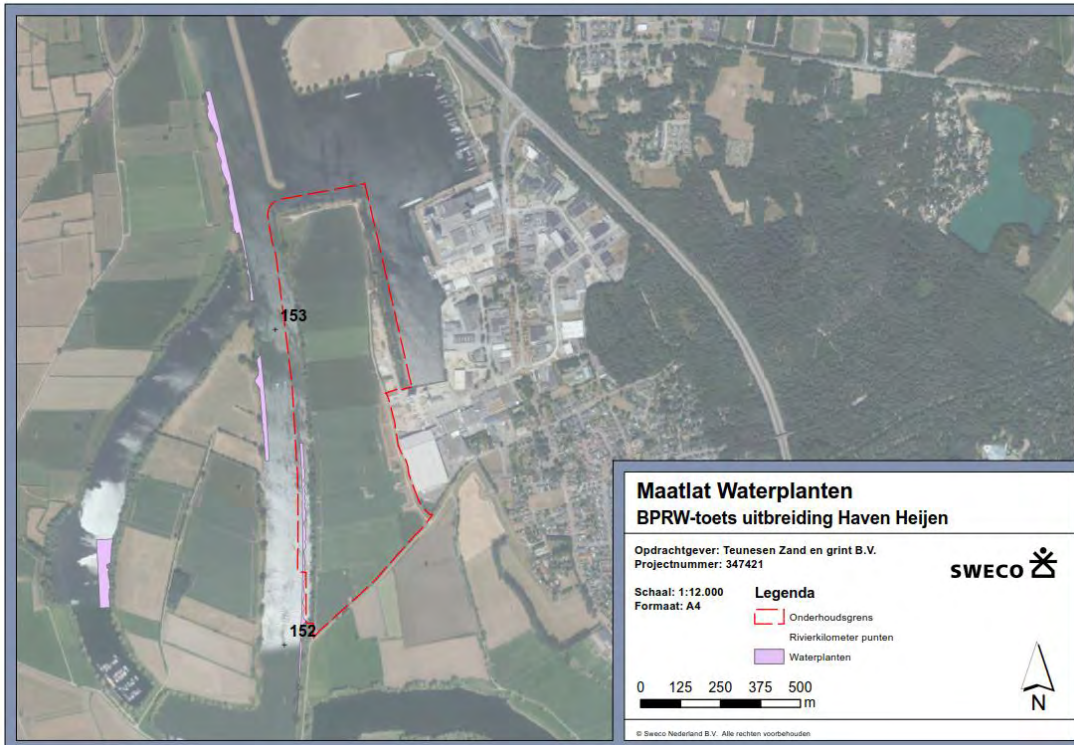 153
152
Maatlat Waterplanten
BPRW-toets uitbreiding Haven Heijen
Opdrachtgever: Teunesen Zand en grint B.V.
Projectnummer: 347421
SWECO
Schaal: 1:12.000
Formaat: A4
Legenda
Onderhoudsgrens
Rivierkilometer punten
Waterplanten
0 125 250 375 500
m
N
© Sweco Nederland B.V. Alle rechten voorbehouden